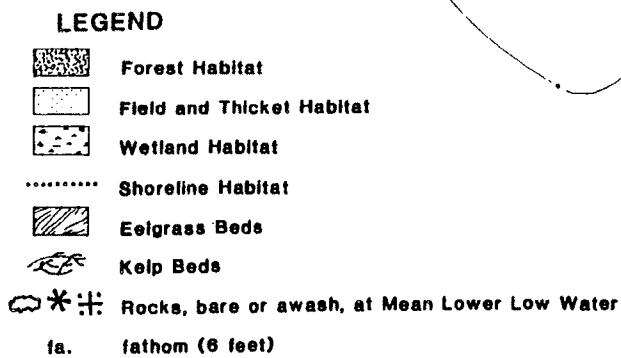 LEGEND
Forest Habitat
Field and Thicket Habitat
Wetland Habitat
Shoreline Habitat
Eelgrass Beds
Kelp Beds
Rocks, bare or awash, at Mean Lower Low Water
fa. fathom (6 feet)